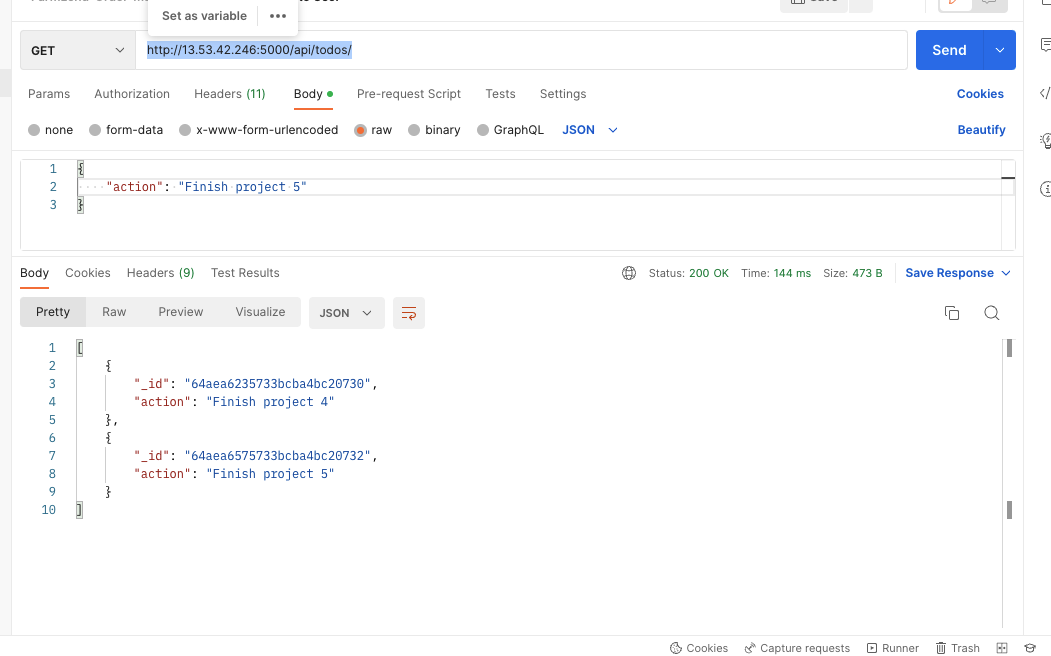 Set as variable •••
GET http://13.53.42.246:5000/api/todos/ Send
Params Authorization Headers (11) Body Pre-request Script Tests Settings Cookies
none form-data x-www-form-urlencoded raw binary GraphQL JSON Beautify
1 {
2 ····"action":·"Finish·project·5"
3 }
Body Cookies Headers (9) Test Results Status: 200 OK Time: 144 ms Size: 473 B Save Response
Pretty Raw Preview Visualize JSON
1 [
2 {
3 "_id": "64aea6235733bcba4bc20730",
4 "action": "Finish project 4"
5 },
6 {
7 "_id": "64aea6575733bcba4bc20732",
8 "action": "Finish project 5"
9 }
10 ]
Cookies Capture requests Runner Trash